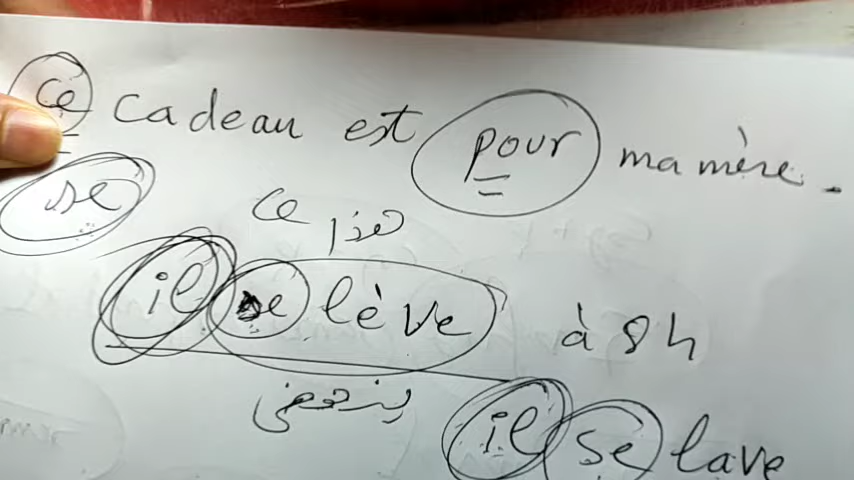 ce cadeau est pour ma mère.
se
ce هذا
il se lève à 8h
ينهض
il se lave